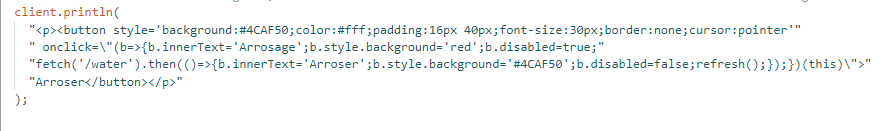 client.println(
"<p><button style='background:#4CAF50;color:#fff;padding:16px 40px;font-size:30px;border:none;cursor:pointer'"
" onclick=\"(b=>{b.innerText='Arrosage';b.style.background='red';b.disabled=true;"
"fetch('/water').then(()=>{b.innerText='Arroser';b.style.background='#4CAF50';b.disabled=false;refresh();});})(this)\">"
"Arroser</button></p>"
);